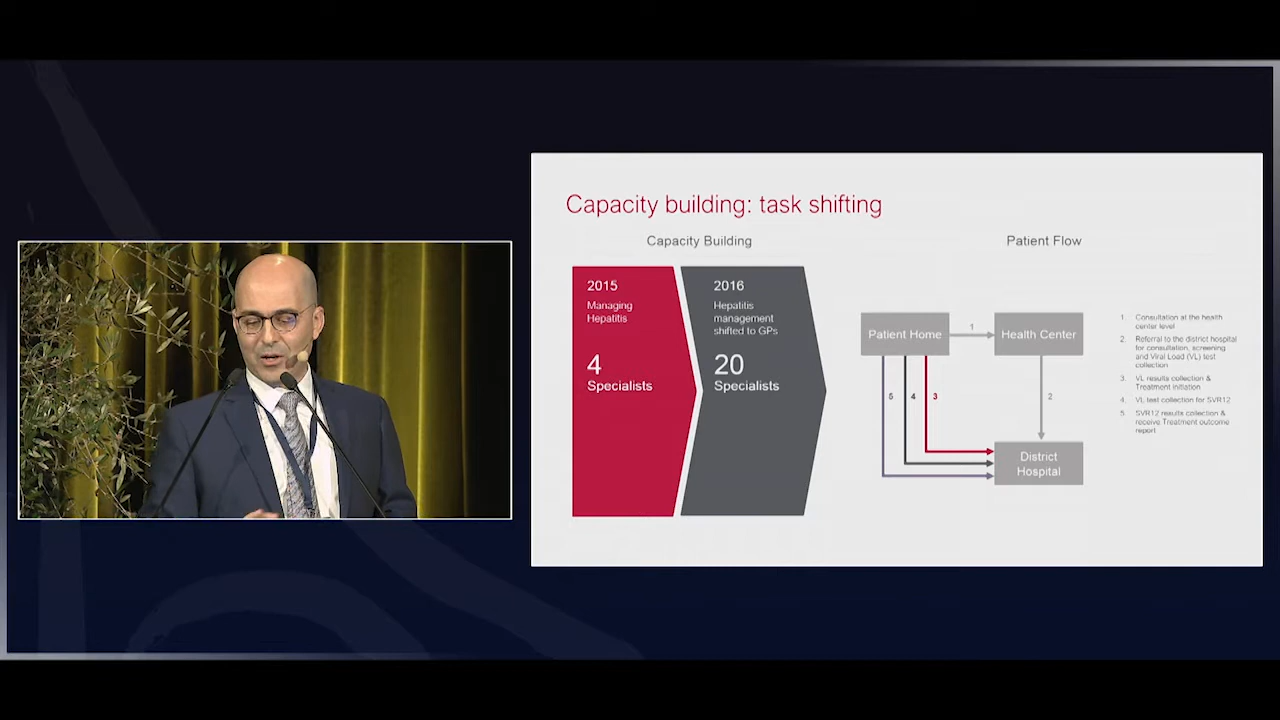 Capacity building: task shifting
Capacity Building
2015
Managing
Hepatitis
4
Specialists
2016
Hepatitis
management
shifted to GPs
20
Specialists
Patient Flow
Patient Home
1
Health Center
2
5
4
3
District
Hospital
1. Consultation at the health
center level
2. Referral to the district hospital
for consultation, screening
and Viral Load (VL) test
collection
3. VL results collection &
Treatment initiation
4. VL test collection for SVR12
5. SVR12 results collection &
receive Treatment outcome
report